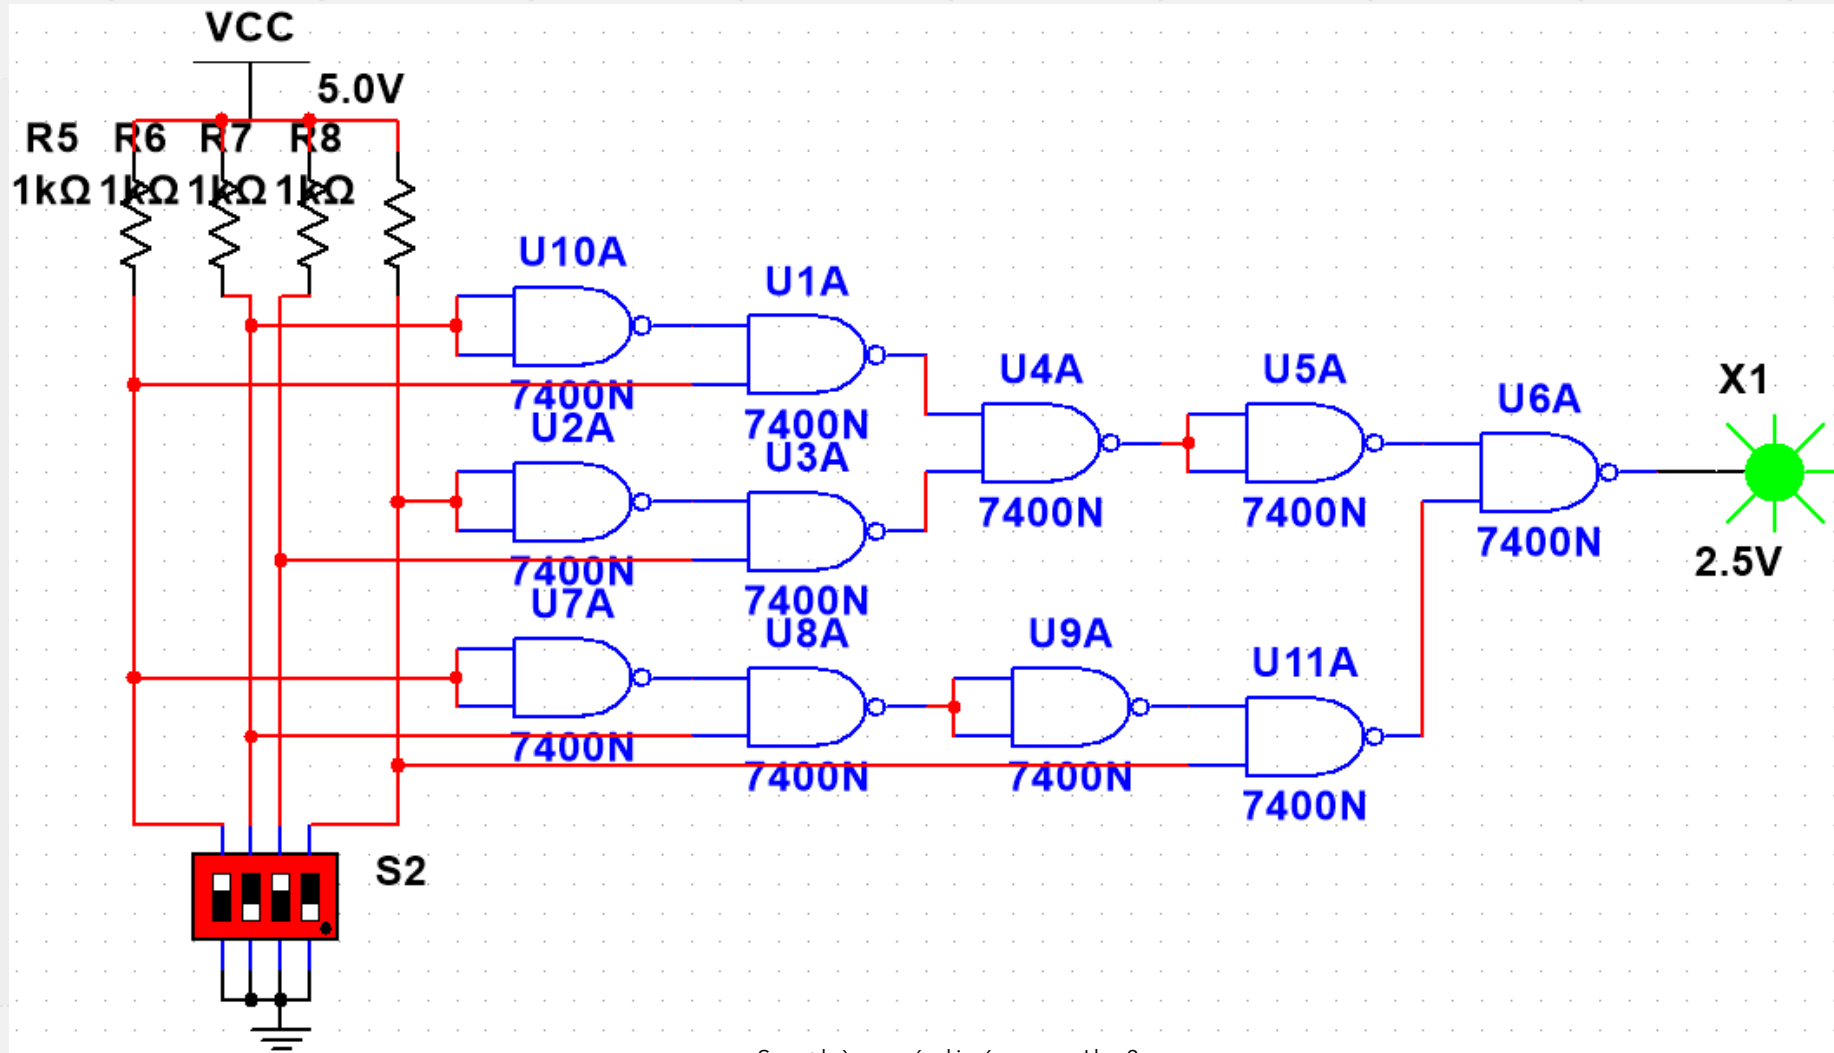 VCC
5.0V
R5 R6 R7 R8
1kΩ 1kΩ 1kΩ 1kΩ
U10A
U1A
7400N
7400N
U2A
U3A
7400N
7400N
U4A
7400N
U5A
7400N
U6A
7400N
X1
2.5V
U7A
U8A
7400N
7400N
U9A
7400N
U11A
7400N
S2